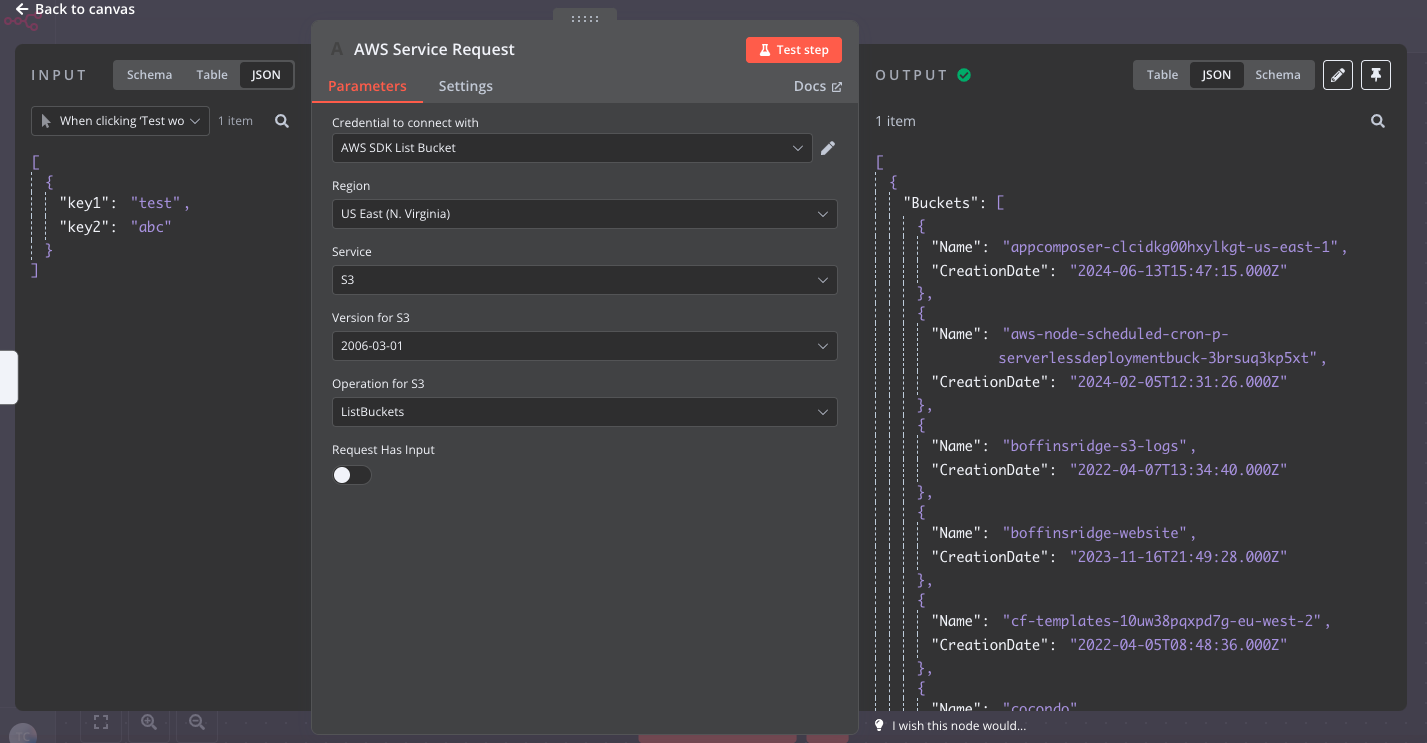 Back to canvas
INPUT
Schema Table JSON
When clicking 'Test wo 1 item
[
{
"key1": "test",
"key2": "abc"
}
]
AWS Service Request
Test step
Parameters Settings Docs
Credential to connect with
AWS SDK List Bucket
Region
US East (N. Virginia)
Service
S3
Version for S3
2006-03-01
Operation for S3
ListBuckets
Request Has Input
OUTPUT
Table JSON Schema
1 item
[
{
"Buckets": [
{
"Name": "appcomposer-clcidkg00hxylkgt-us-east-1",
"CreationDate": "2024-06-13T15:47:15.000Z"
},
{
"Name": "aws-node-scheduled-cron-p-
serverlessdeploymentbuck-3brsuq3kp5xt",
"CreationDate": "2024-02-05T12:31:26.000Z"
},
{
"Name": "boffinsridge-s3-logs",
"CreationDate": "2022-04-07T13:34:40.000Z"
},
{
"Name": "boffinsridge-website",
"CreationDate": "2023-11-16T21:49:28.000Z"
},
{
"Name": "cf-templates-10uw38pqxpd7g-eu-west-2",
"CreationDate": "2022-04-05T08:48:36.000Z"
},
{
"Name": "cocondo"
I wish this node would...